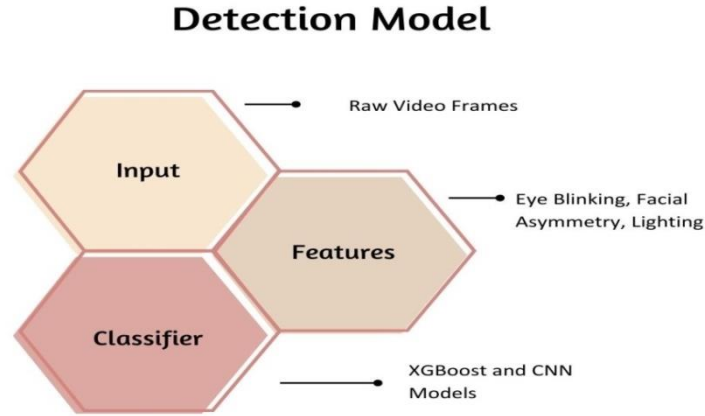 Detection Model
Input
Raw Video Frames
Features
Eye Blinking, Facial
Asymmetry, Lighting
Classifier
XGBoost and CNN
Models